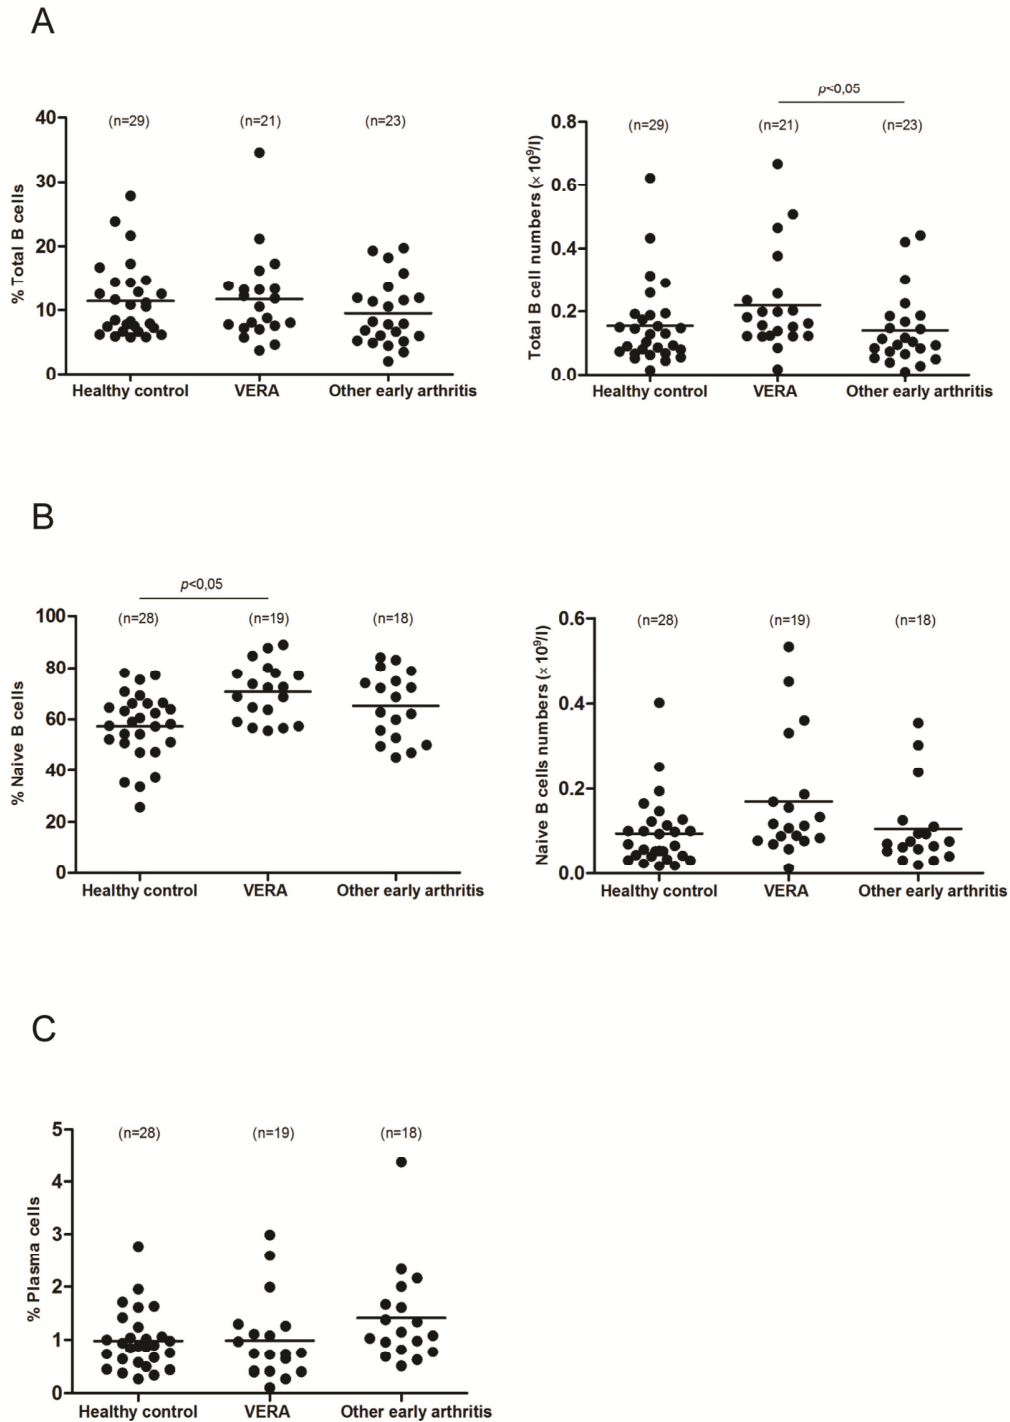 A
p<0,05
40
(n=29)
(n=21)
(n=23)
30
20
10
0
% Total B cells
Healthy control
VERA
Other early arthritis
0.8
(n=29)
(n=21)
(n=23)
0.6
0.4
0.2
0.0
Total B cell numbers (× 10⁹/l)
Healthy control
VERA
Other early arthritis
B
p<0,05
100
(n=28)
(n=19)
(n=18)
80
60
40
20
0
% Naive B cells
Healthy control
VERA
Other early arthritis
0.6
(n=28)
(n=19)
(n=18)
0.4
0.2
0.0
Naive B cells numbers (× 10⁹/l)
Healthy control
VERA
Other early arthritis
C
5
(n=28)
(n=19)
(n=18)
4
3
2
1
0
% Plasma cells
Healthy control
VERA
Other early arthritis